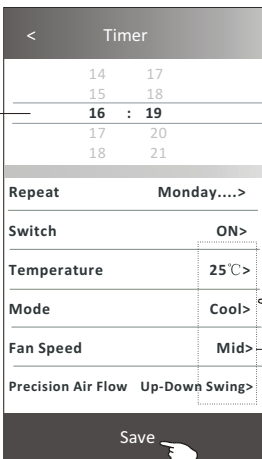 < Timer
14 17
15 18
16 : 19
17 20
18 21
Repeat Monday....>
Switch ON>
Temperature 25℃>
Mode Cool>
Fan Speed Mid>
Precision Air Flow Up-Down Swing>
Save